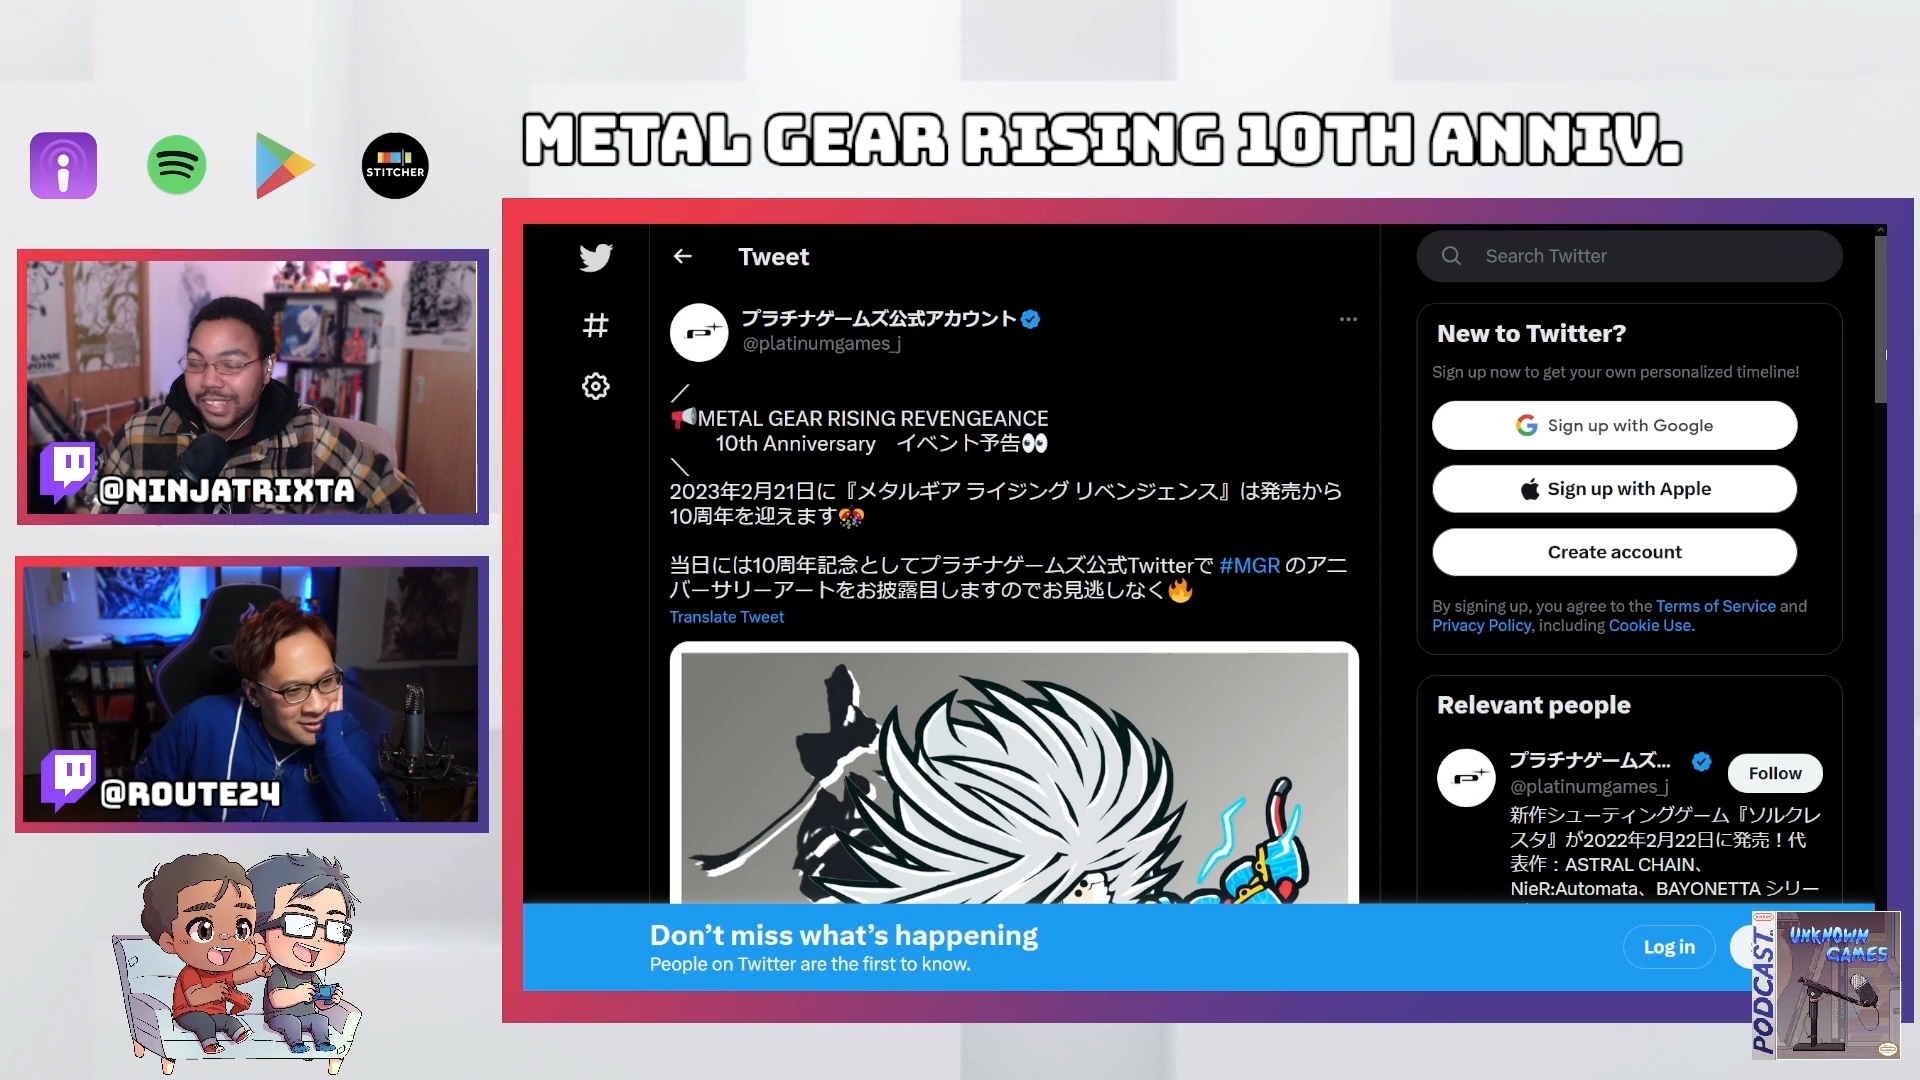 METAL GEAR RISING 10TH ANNIV.
STITCHER
@NINJATRIXTA
@ROUTE24
Tweet
プラチナゲームズ公式アカウント
@platinumgames_j
／
📢METAL GEAR RISING REVENGEANCE
10th Anniversary　イベント予告👀
＼
2023年2月21日に『メタルギア ライジング リベンジェンス』は発売から
10周年を迎えます🎊
当日には10周年記念としてプラチナゲームズ公式Twitterで #MGR のアニ
バーサリーアートをお披露目しますのでお見逃しなく🔥
Translate Tweet
Search Twitter
New to Twitter?
Sign up now to get your own personalized timeline!
Sign up with Google
Sign up with Apple
Create account
By signing up, you agree to the Terms of Service and
Privacy Policy, including Cookie Use.
Relevant people
プラチナゲームズ...
@platinumgames_j
Follow
新作シューティングゲーム『ソルクレ
スタ』が2022年2月22日に発売！代
表作：ASTRAL CHAIN、
NieR:Automata、BAYONETTA シリー
Don’t miss what’s happening
People on Twitter are the first to know.
Log in
PODCAST
UNKNOWN
GAMES